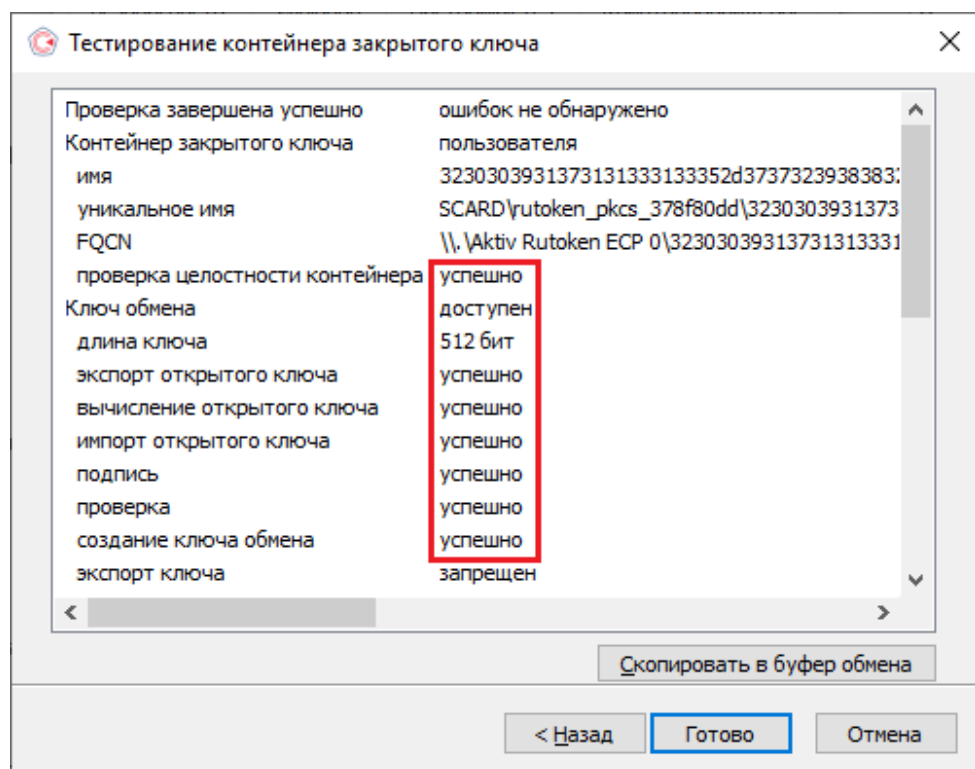 Тестирование контейнера закрытого ключа
Проверка завершена успешно ошибок не обнаружено
Контейнер закрытого ключа пользователя
имя 3230303931373131333133352d37373239383832
уникальное имя SCARD\rutoken_pkcs_378f80dd\3230303931373
FQCN \\.\Aktiv Rutoken ECP 0\32303039313731313331
проверка целостности контейнера успешно
Ключ обмена доступен
длина ключа 512 бит
экспорт открытого ключа успешно
вычисление открытого ключа успешно
импорт открытого ключа успешно
подпись успешно
проверка успешно
создание ключа обмена успешно
экспорт ключа запрещен
Скопировать в буфер обмена
< Назад Готово Отмена